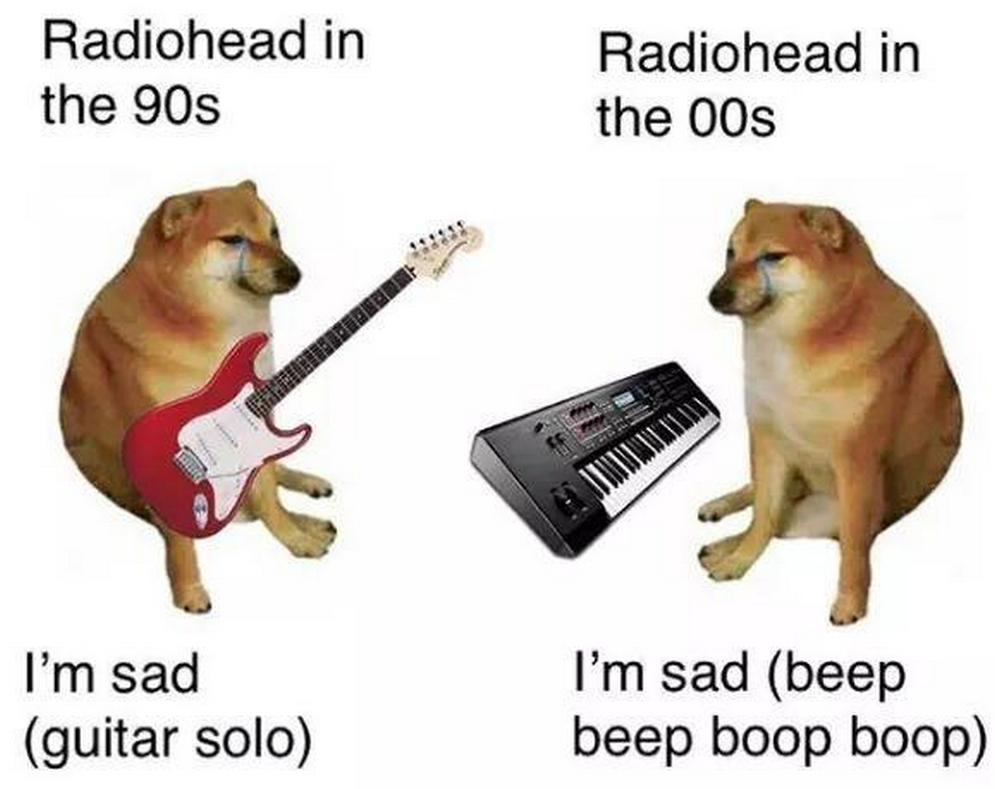 Radiohead in
the 90s
Radiohead in
the 00s
I'm sad
(guitar solo)
I'm sad (beep
beep boop boop)